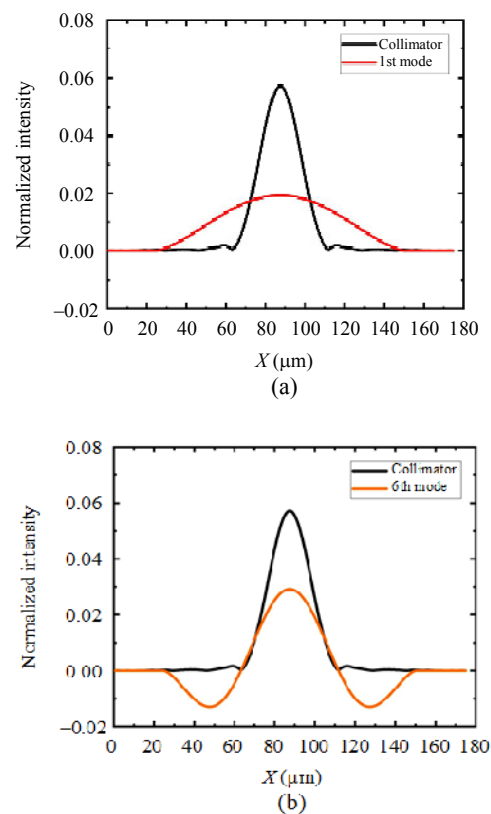 0.08
Collimator
1st mode
0.06
0.04
0.02
0.00
−0.02
Normalized intensity
0 20 40 60 80 100 120 140 160 180
X (μm)
(a)
0.08
Collimator
6th mode
0.06
0.04
0.02
0.00
−0.02
Normalized intensity
0 20 40 60 80 100 120 140 160 180
X (μm)
(b)